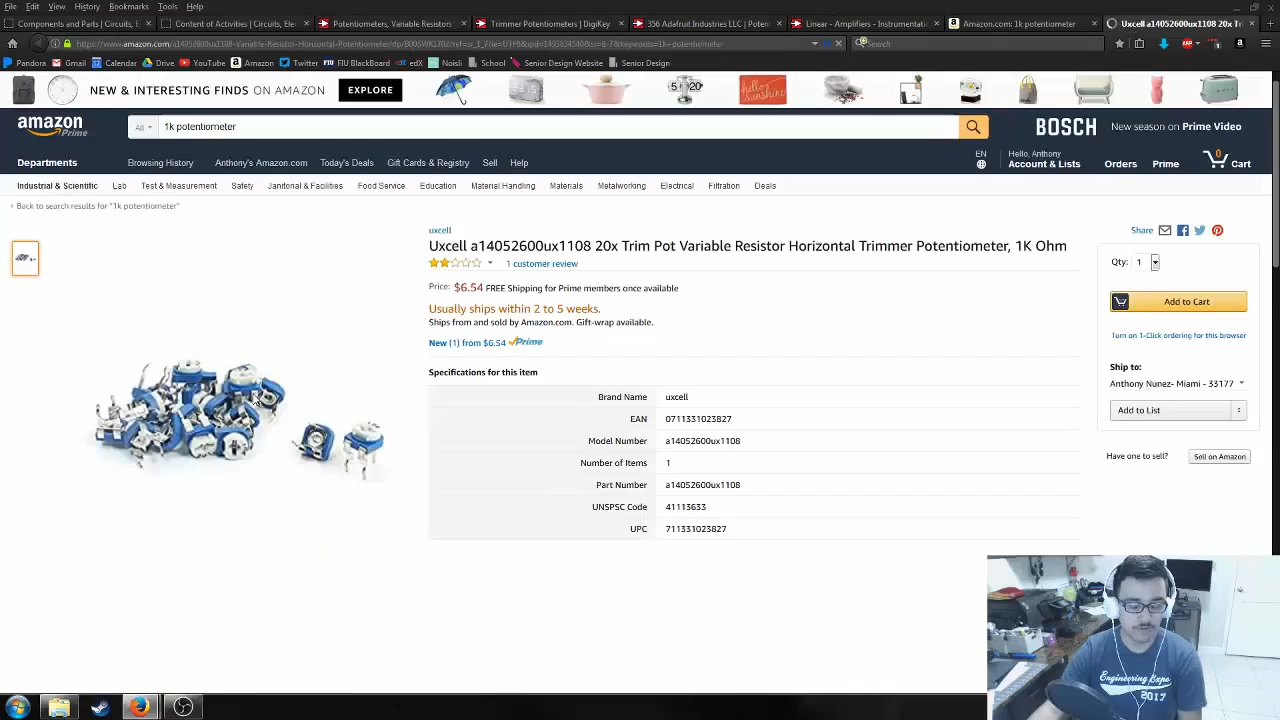 File Edit View History Bookmarks Tools Help
Components and Parts | Circuits, E
Content of Activities | Circuits, Elec
Potentiometers, Variable Resistors
Trimmer Potentiometers | DigiKey
356 Adafruit Industries LLC | Poten
Linear - Amplifiers - Instrumentatio
Amazon.com: 1k potentiometer
Uxcell a14052600ux1108 20x Tri
Search
Pandora Gmail Calendar Drive YouTube Amazon Twitter FIU BlackBoard edX Noisli School Senior Design Website Senior Design
NEW & INTERESTING FINDS ON AMAZON EXPLORE
hello sunshine
amazon Prime
All
1k potentiometer
BOSCH New season on Prime Video
Departments
Browsing History Anthony's Amazon.com Today's Deals Gift Cards & Registry Sell Help
EN
Hello, Anthony
Account & Lists Orders Prime 0 Cart
Industrial & Scientific Lab Test & Measurement Safety Janitorial & Facilities Food Service Education Material Handling Materials Metalworking Electrical Filtration Deals
‹ Back to search results for "1k potentiometer"
uxcell
Uxcell a14052600ux1108 20x Trim Pot Variable Resistor Horizontal Trimmer Potentiometer, 1K Ohm
1 customer review
Price: $6.54 FREE Shipping for Prime members once available
Usually ships within 2 to 5 weeks.
Ships from and sold by Amazon.com. Gift-wrap available.
New (1) from $6.54 Prime
Specifications for this item
Brand Name uxcell
EAN 0711331023827
Model Number a14052600ux1108
Number of Items 1
Part Number a14052600ux1108
UNSPSC Code 41113633
UPC 711331023827
Share
Qty: 1
Add to Cart
Turn on 1-Click ordering for this browser
Ship to:
Anthony Nunez- Miami - 33177
Add to List
Have one to sell? Sell on Amazon
Engineering Expo
2017